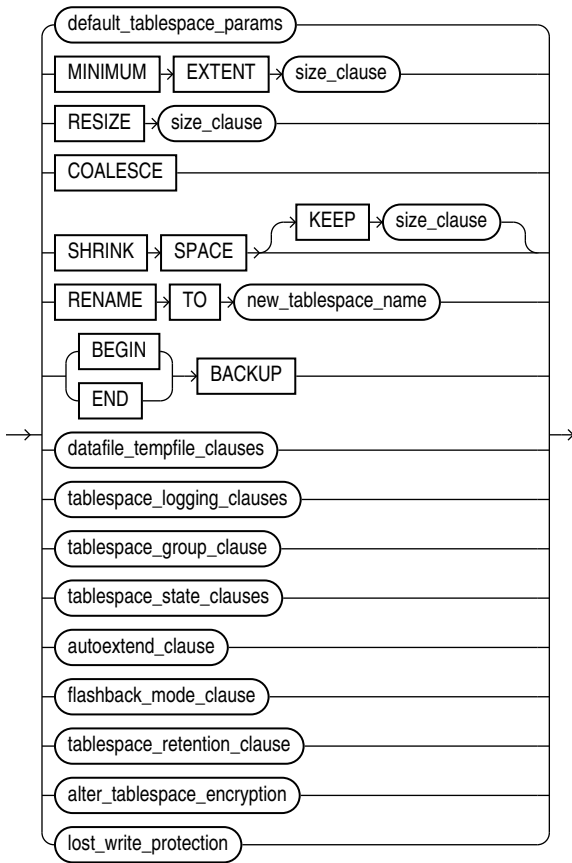 default_tablespace_params
MINIMUM EXTENT size_clause
RESIZE size_clause
COALESCE
KEEP size_clause
SHRINK SPACE
RENAME TO new_tablespace_name
BEGIN
BACKUP
END
datafile_tempfile_clauses
tablespace_logging_clauses
tablespace_group_clause
tablespace_state_clauses
autoextend_clause
flashback_mode_clause
tablespace_retention_clause
alter_tablespace_encryption
lost_write_protection